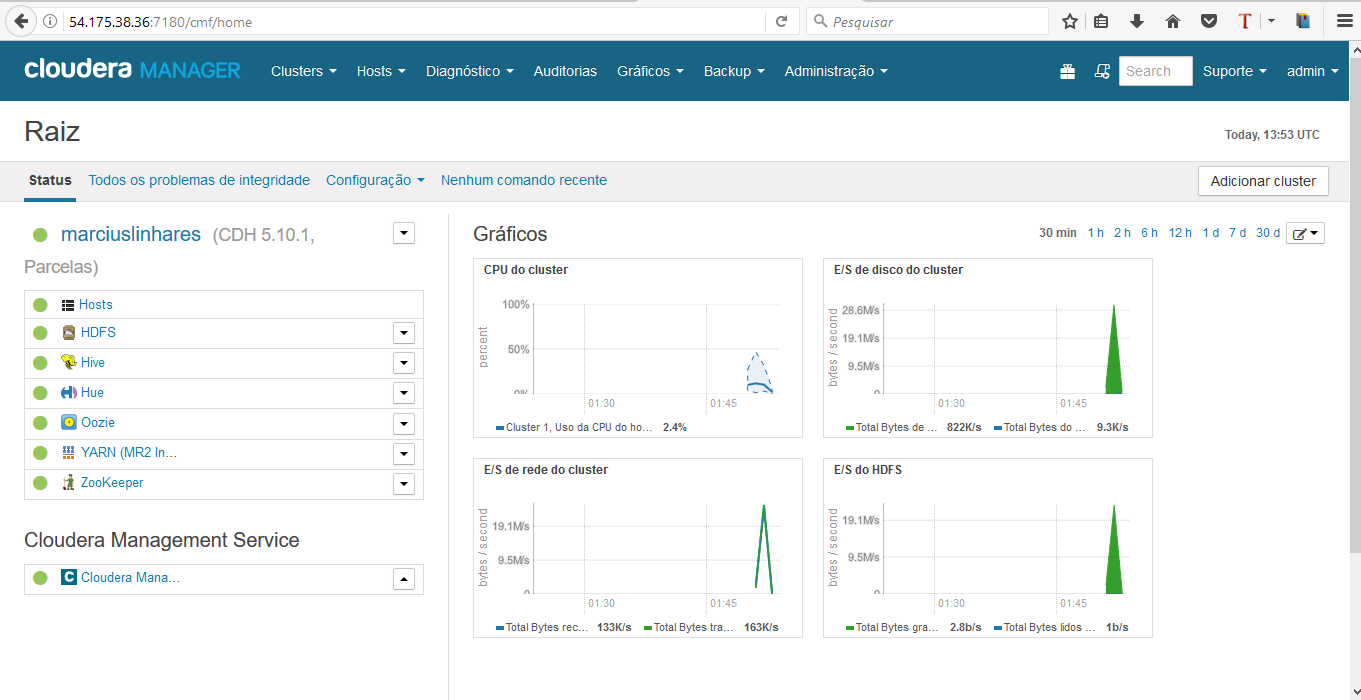 54.175.38.36:7180/cmf/home
Pesquisar
cloudera MANAGER
Clusters
Hosts
Diagnóstico
Auditorias
Gráficos
Backup
Administração
Search
Suporte
admin
Raiz
Today, 13:53 UTC
Status
Todos os problemas de integridade
Configuração
Nenhum comando recente
Adicionar cluster
marciuslinhares (CDH 5.10.1,
Parcelas)
Hosts
HDFS
Hive
Hue
Oozie
YARN (MR2 In...
ZooKeeper
Cloudera Management Service
C Cloudera Mana...
Gráficos
30 min 1 h 2 h 6 h 12 h 1 d 7 d 30 d
CPU do cluster
percent
100%
50%
0%
01:30 01:45
Cluster 1, Uso da CPU do ho... 2.4%
E/S de disco do cluster
bytes / second
28.6M/s
19.1M/s
9.5M/s
0
01:30 01:45
Total Bytes de ... 822K/s Total Bytes do ... 9.3K/s
E/S de rede do cluster
bytes / second
19.1M/s
9.5M/s
0
01:30 01:45
Total Bytes rec... 133K/s Total Bytes tra... 163K/s
E/S do HDFS
bytes / second
19.1M/s
9.5M/s
0
01:30 01:45
Total Bytes gra... 2.8b/s Total Bytes lidos ... 1b/s